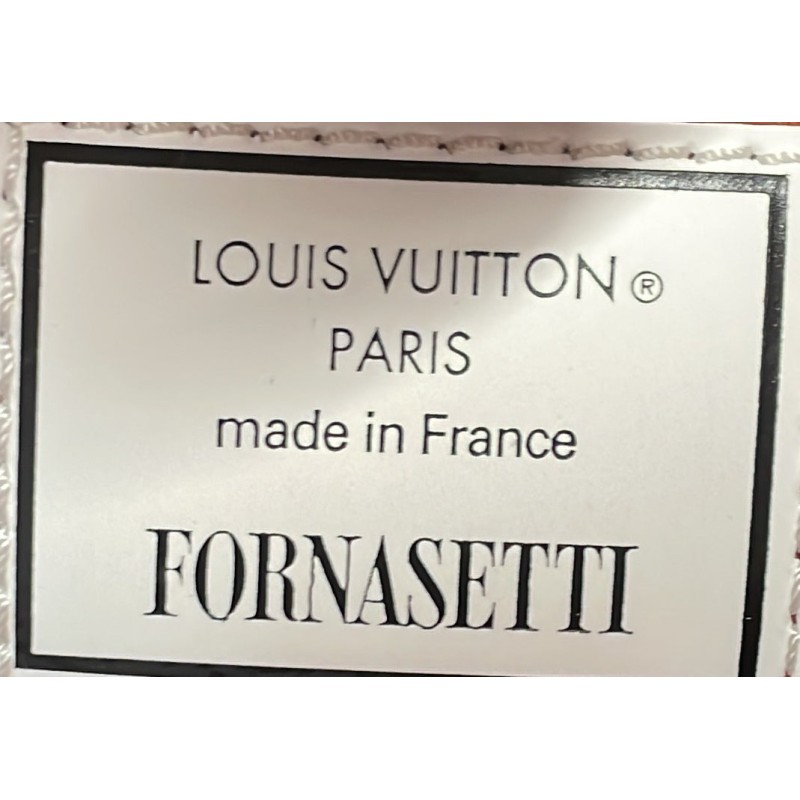 LOUIS VUITTON®
PARIS
made in France
FORNASETTI